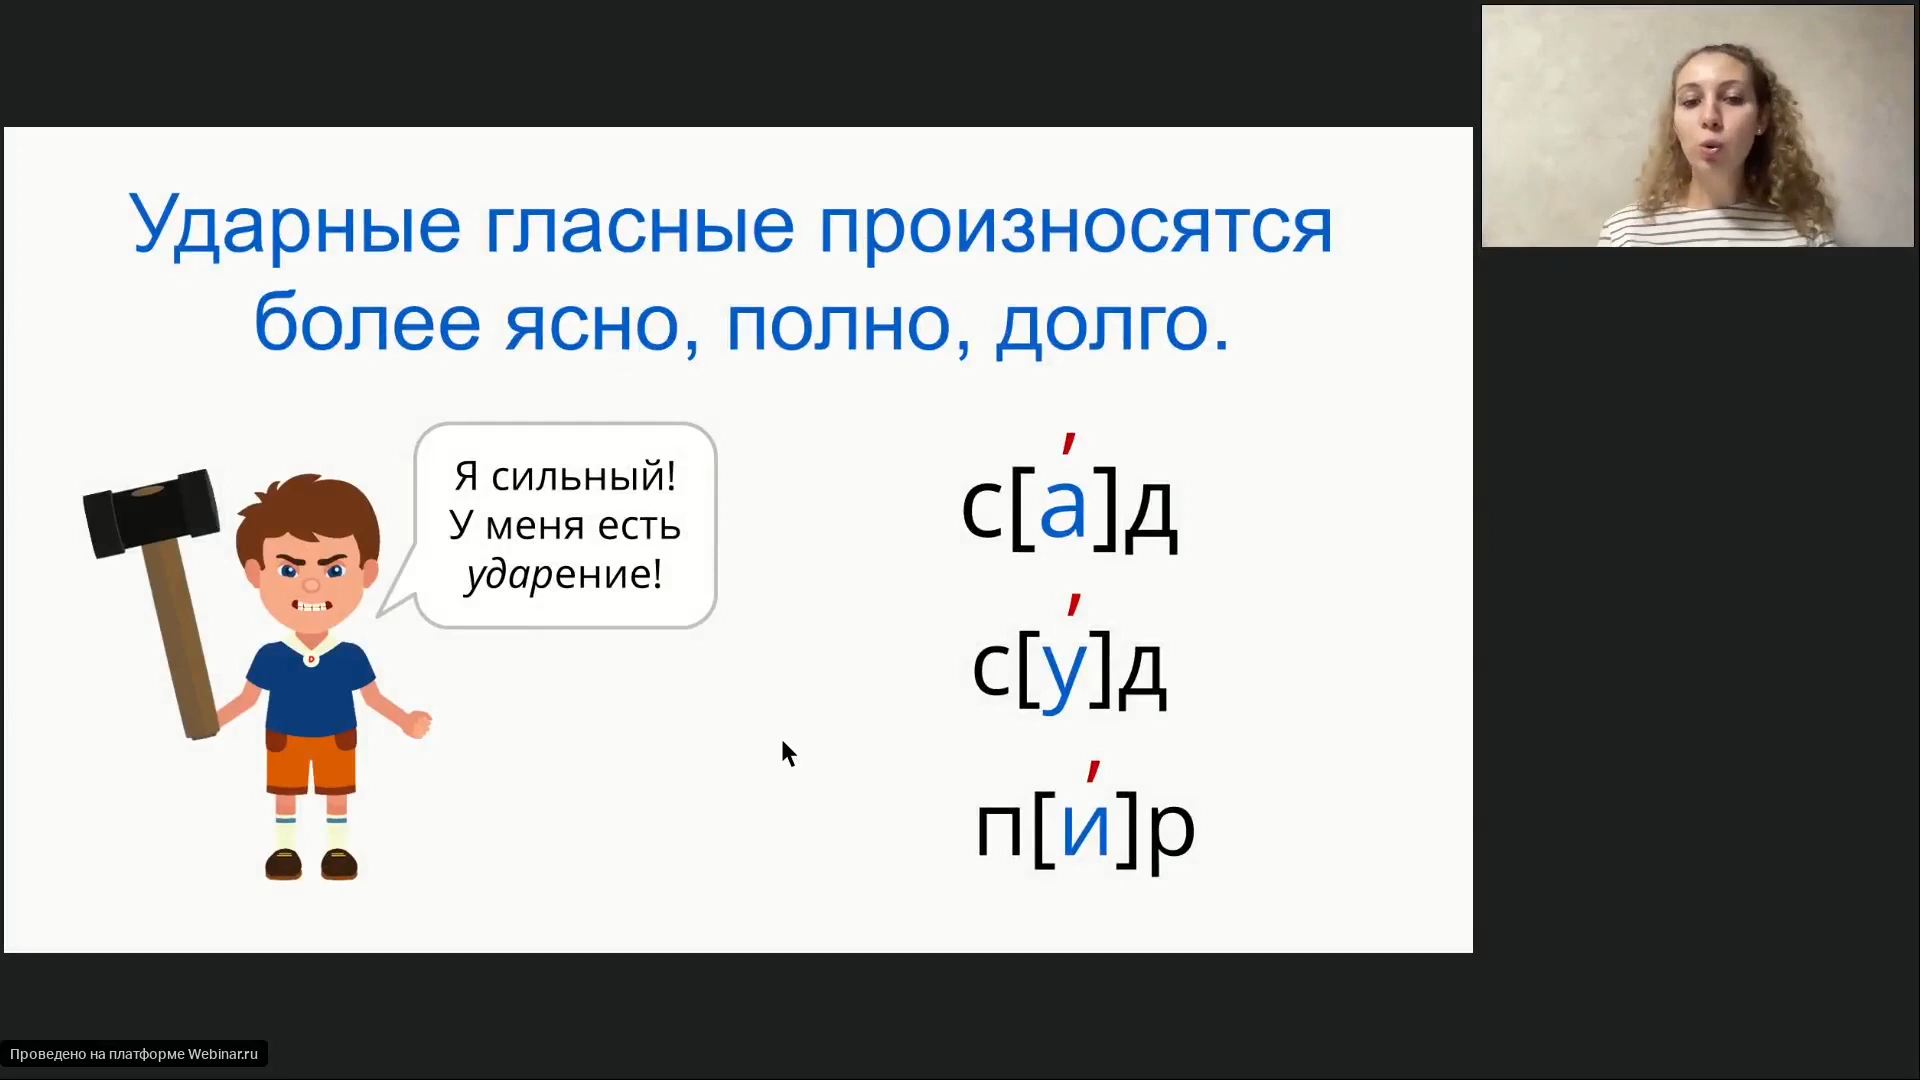 Ударные гласные произносятся
более ясно, полно, долго.
Я сильный!
У меня есть
ударение!
с[а́]д
с[у́]д
п[и́]р
Проведено на платформе Webinar.ru